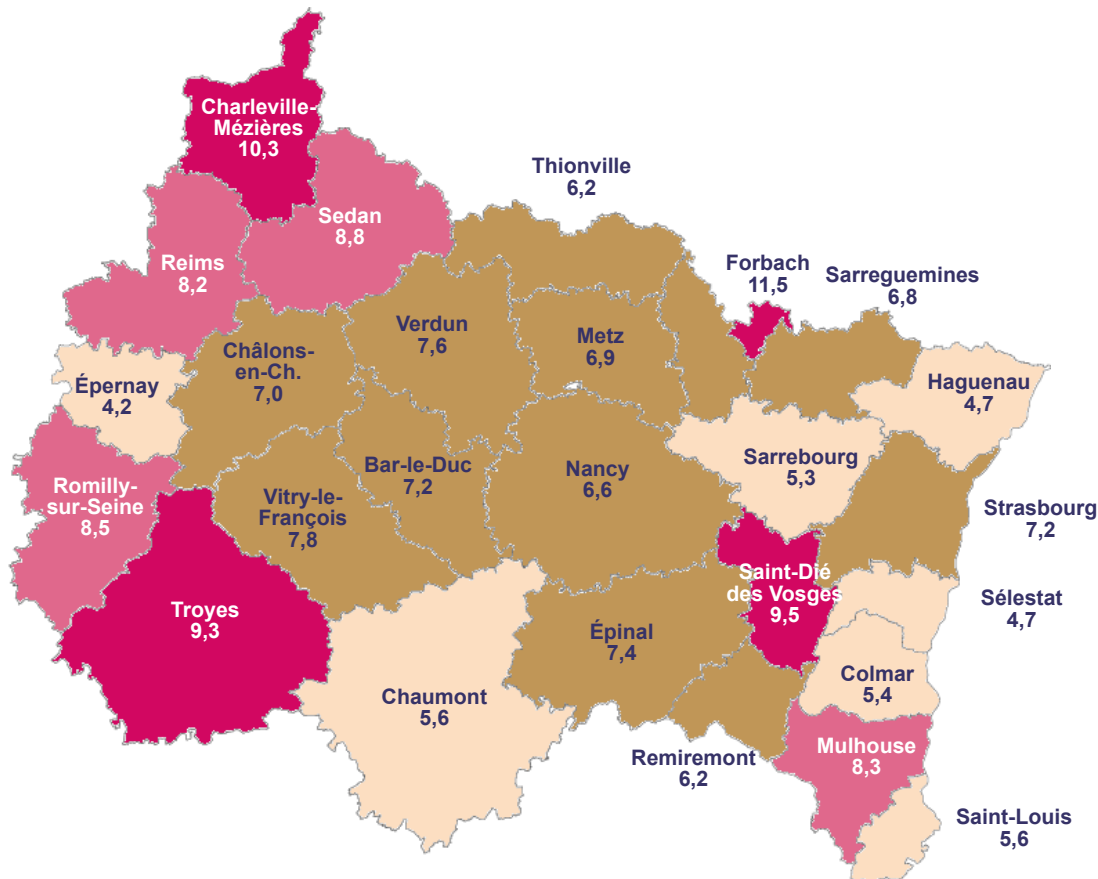 Charleville-
Mézières
10,3
Thionville
6,2
Sedan
8,8
Reims
8,2
Forbach
11,5
Sarreguemines
6,8
Verdun
7,6
Metz
6,9
Châlons-
en-Ch.
7,0
Épernay
4,2
Haguenau
4,7
Sarrebourg
5,3
Bar-le-Duc
7,2
Nancy
6,6
Romilly-
sur-Seine
8,5
Vitry-le-
François
7,8
Strasbourg
7,2
Saint-Dié
des Vosges
9,5
Sélestat
4,7
Troyes
9,3
Épinal
7,4
Colmar
5,4
Chaumont
5,6
Remiremont
6,2
Mulhouse
8,3
Saint-Louis
5,6